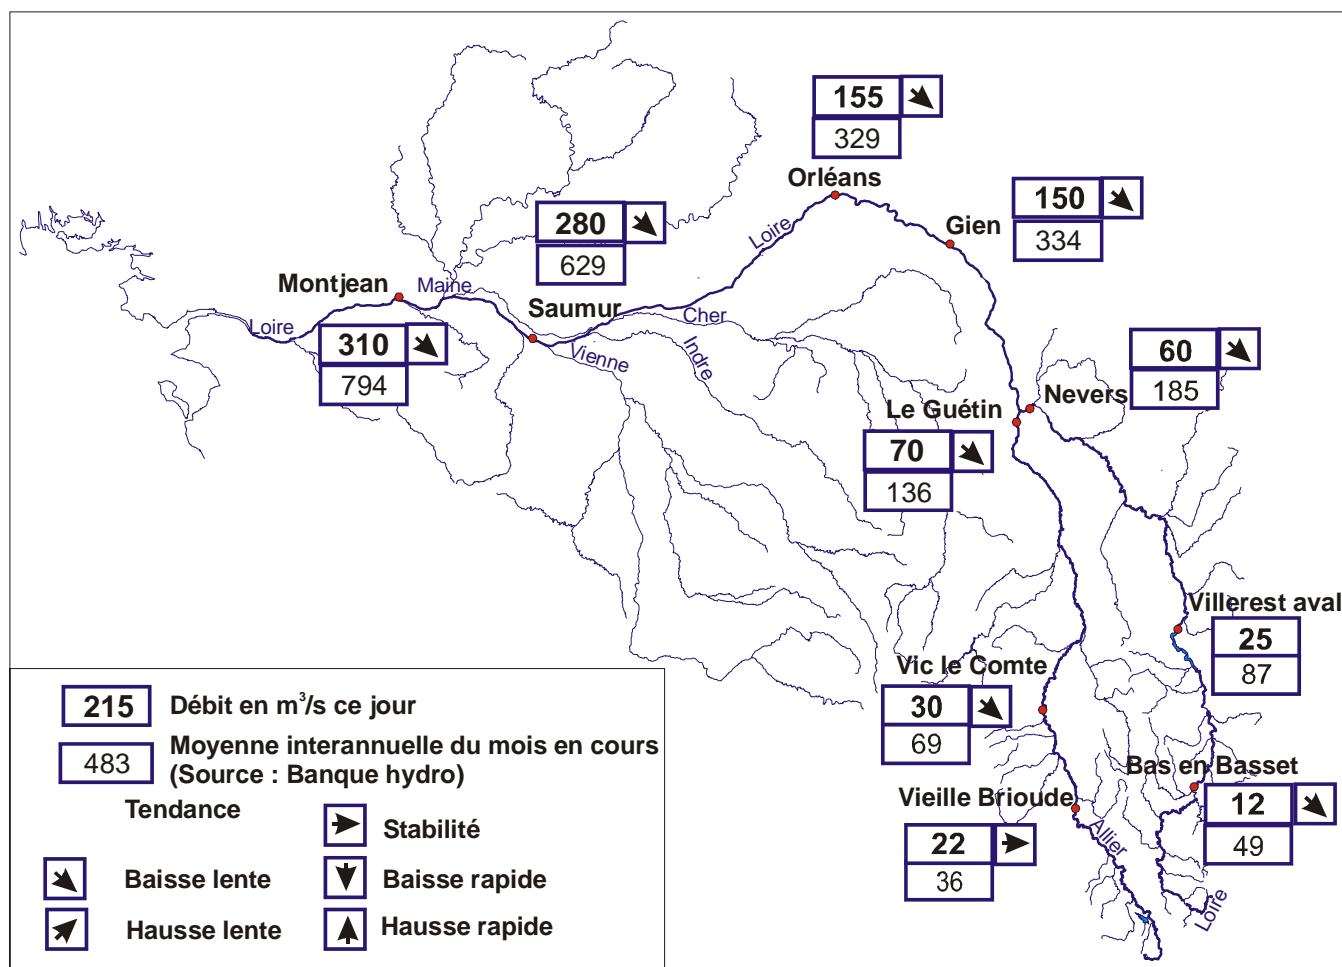 155
329
Orléans
150
334
Gien
Loire
280
629
Montjean
Maine
Saumur
Cher
Loire
310
794
Vienne
Indre
60
185
Nevers
Le Guétin
70
136
Villerest aval
25
87
Vic le Comte
30
69
Bas en Basset
12
49
Vieille Brioude
22
36
Allier
Loire
215 Débit en m³/s ce jour
483 Moyenne interannuelle du mois en cours
(Source : Banque hydro)
Tendance
Stabilité
Baisse lente
Baisse rapide
Hausse lente
Hausse rapide